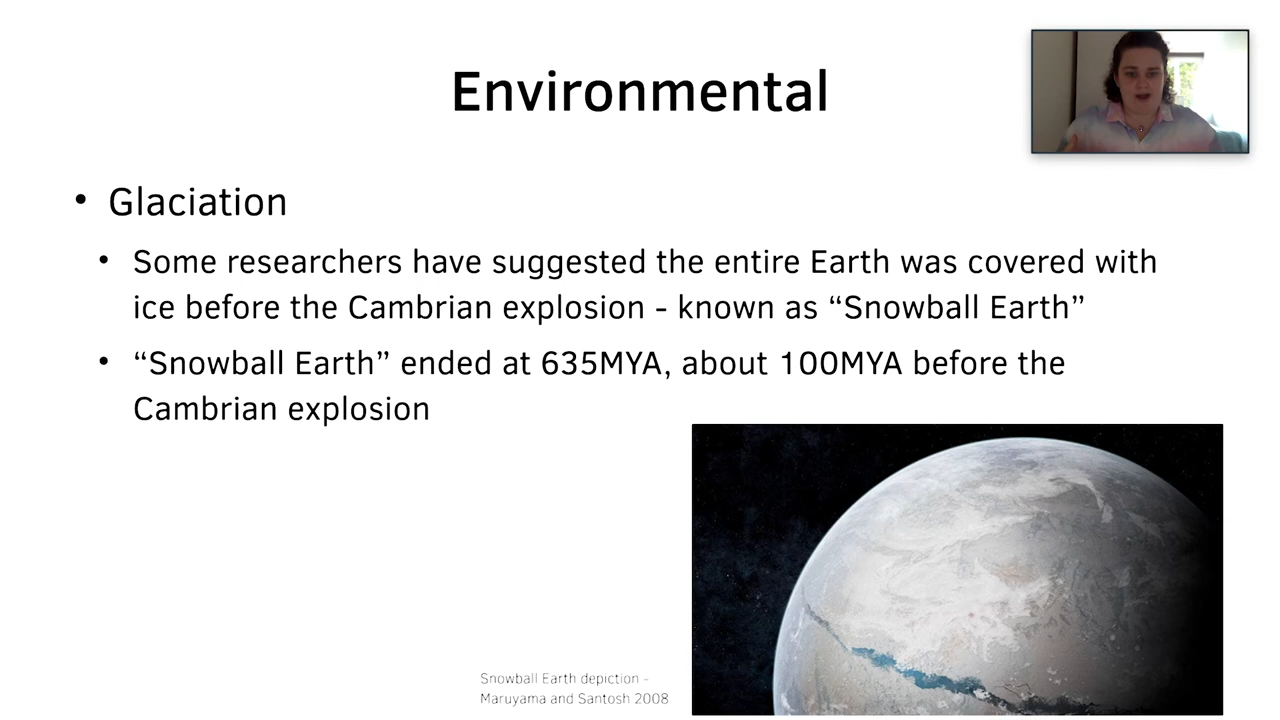 Environmental
• Glaciation
• Some researchers have suggested the entire Earth was covered with
ice before the Cambrian explosion - known as “Snowball Earth”
• “Snowball Earth” ended at 635MYA, about 100MYA before the
Cambrian explosion
Snowball Earth depiction -
Maruyama and Santosh 2008